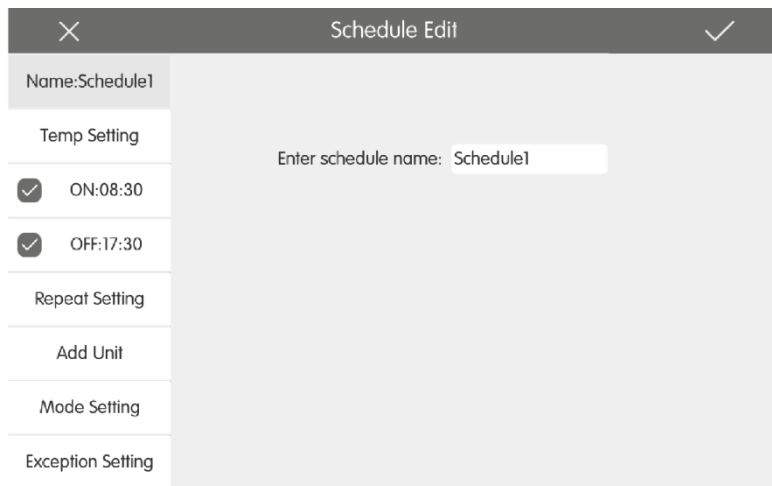 Schedule Edit
Name:Schedule1
Temp Setting
Enter schedule name: Schedule1
ON:08:30
OFF:17:30
Repeat Setting
Add Unit
Mode Setting
Exception Setting